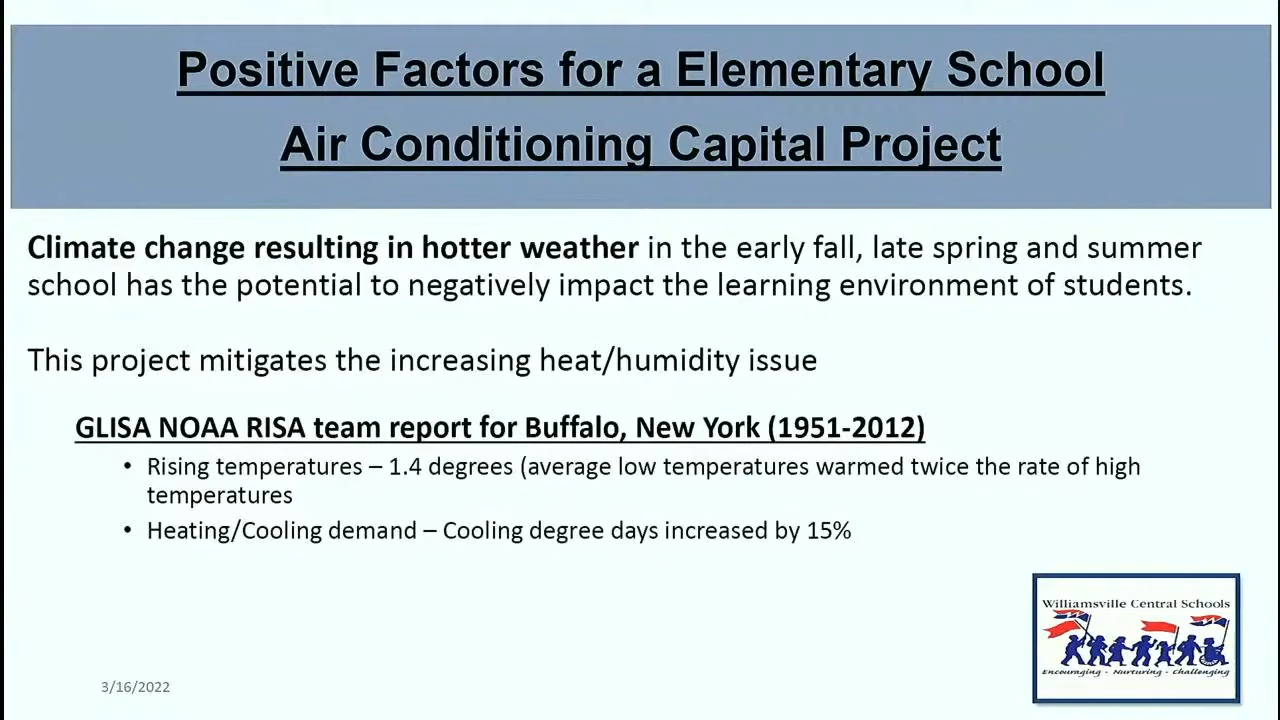 Positive Factors for a Elementary School
Air Conditioning Capital Project
Climate change resulting in hotter weather in the early fall, late spring and summer
school has the potential to negatively impact the learning environment of students.
This project mitigates the increasing heat/humidity issue
GLISA NOAA RISA team report for Buffalo, New York (1951-2012)
• Rising temperatures – 1.4 degrees (average low temperatures warmed twice the rate of high
temperatures
• Heating/Cooling demand – Cooling degree days increased by 15%
Williamsville Central Schools
Encouraging - Nurturing - Challenging
3/16/2022